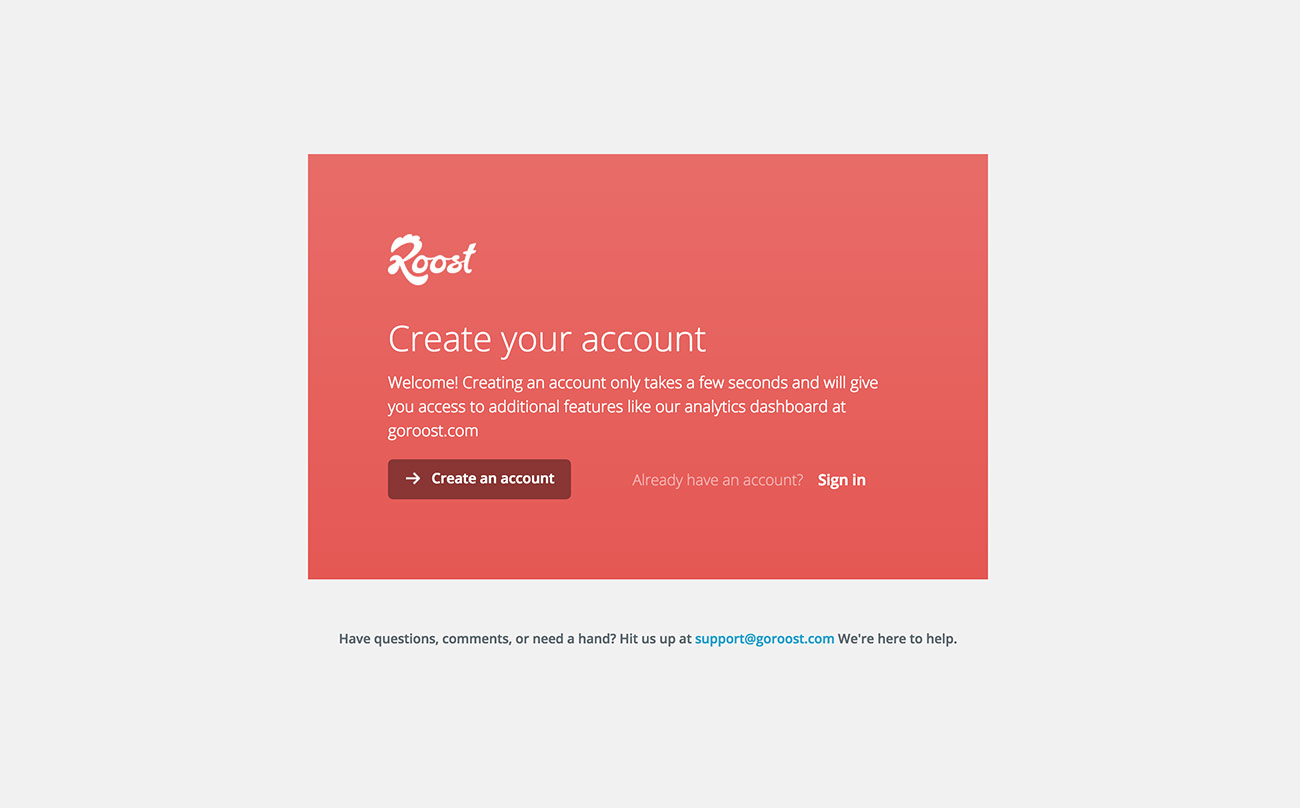 Roost
Create your account
Welcome! Creating an account only takes a few seconds and will give
you access to additional features like our analytics dashboard at
goroost.com
Create an account
Already have an account? Sign in
Have questions, comments, or need a hand? Hit us up at support@goroost.com We're here to help.